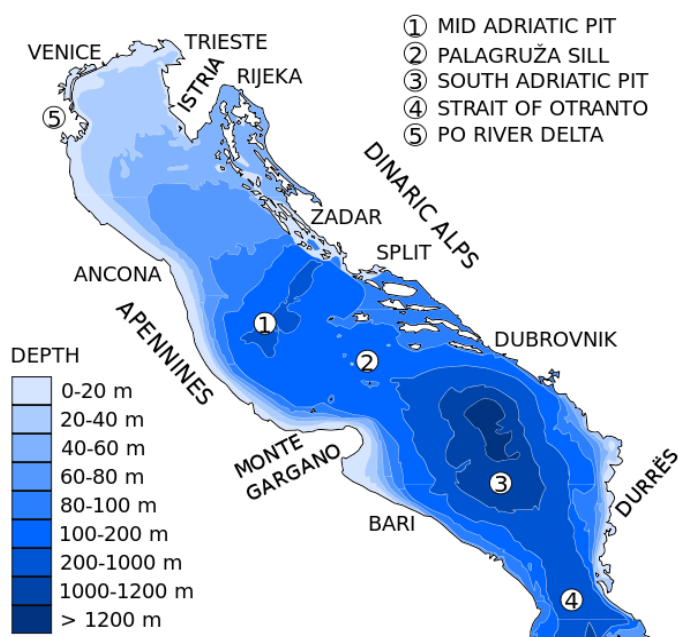 ① MID ADRIATIC PIT
② PALAGRUŽA SILL
③ SOUTH ADRIATIC PIT
④ STRAIT OF OTRANTO
⑤ PO RIVER DELTA
VENICE
TRIESTE
ISTRIA
RIJEKA
⑤
DINARIC ALPS
ZADAR
SPLIT
ANCONA
APENNINES
①
②
DUBROVNIK
MONTE
GARGANO
③
DURRËS
BARI
④
DEPTH
0-20 m
20-40 m
40-60 m
60-80 m
80-100 m
100-200 m
200-1000 m
1000-1200 m
> 1200 m